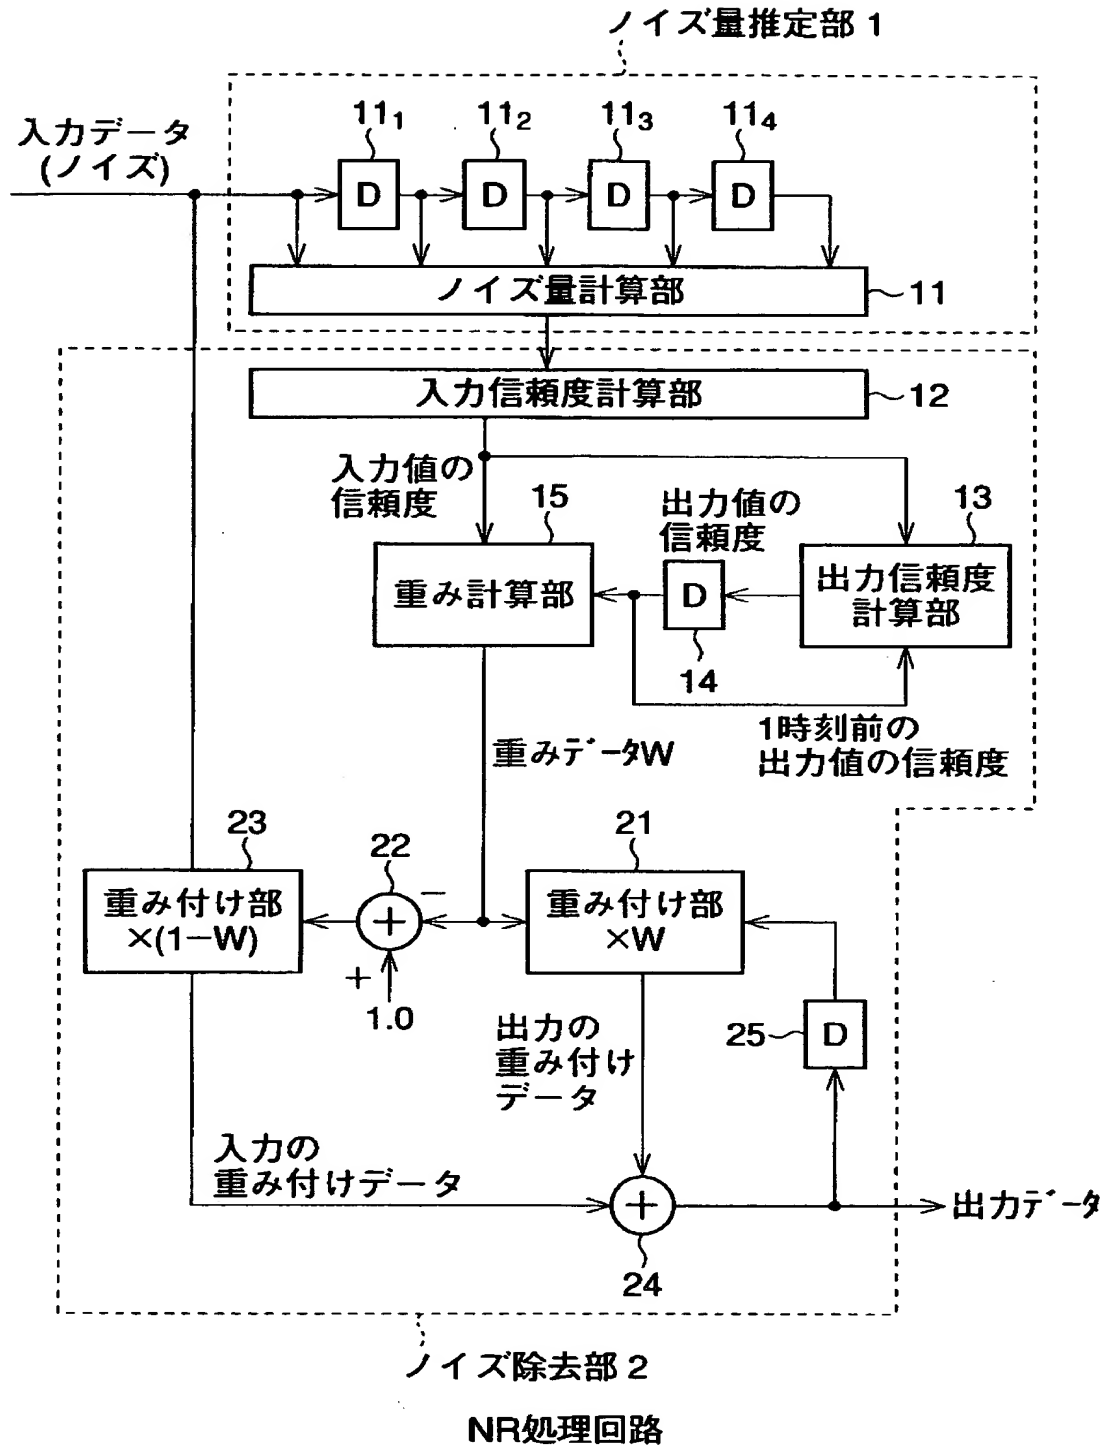 ノイズ量推定部 1
入力データ
(ノイズ)
11₁
11₂
11₃
11₄
D
D
D
D
ノイズ量計算部
11
入力信頼度計算部
12
入力値の
信頼度
15
出力値の
信頼度
13
重み計算部
D
14
出力信頼度
計算部
1時刻前の
出力値の信頼度
重みデータW
23
22
21
重み付け部
×(1−W)
+
−
+
1.0
重み付け部
×W
25
D
出力の
重み付け
データ
入力の
重み付けデータ
+
24
出力データ
ノイズ除去部 2
NR処理回路